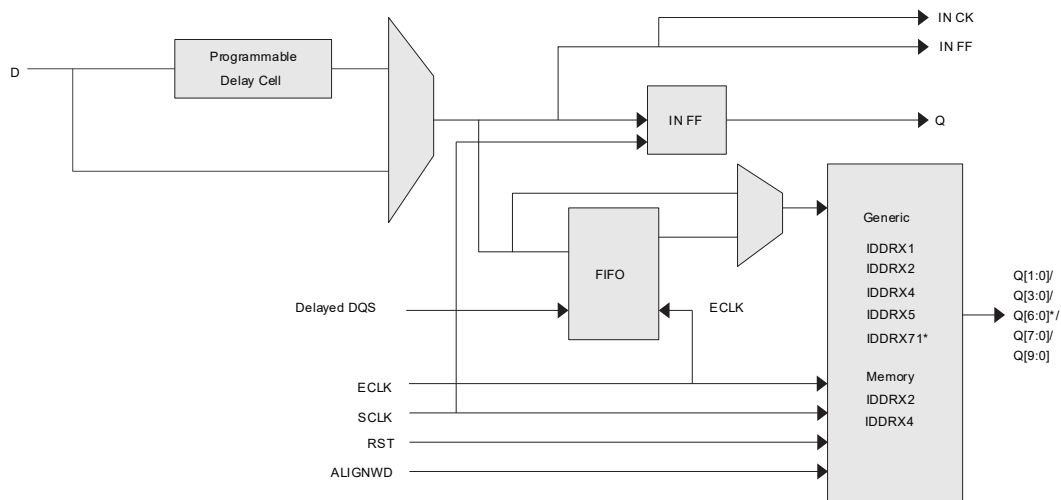 IN CK
IN FF
D
Programmable
Delay Cell
IN FF
Q
Generic
IDDRX1
IDDRX2
IDDRX4
IDDRX5
IDDRX71*
Memory
IDDRX2
IDDRX4
FIFO
Delayed DQS
ECLK
ECLK
SCLK
RST
ALIGNWD
Q[1:0]/
Q[3:0]/
Q[6:0]*/
Q[7:0]/
Q[9:0]